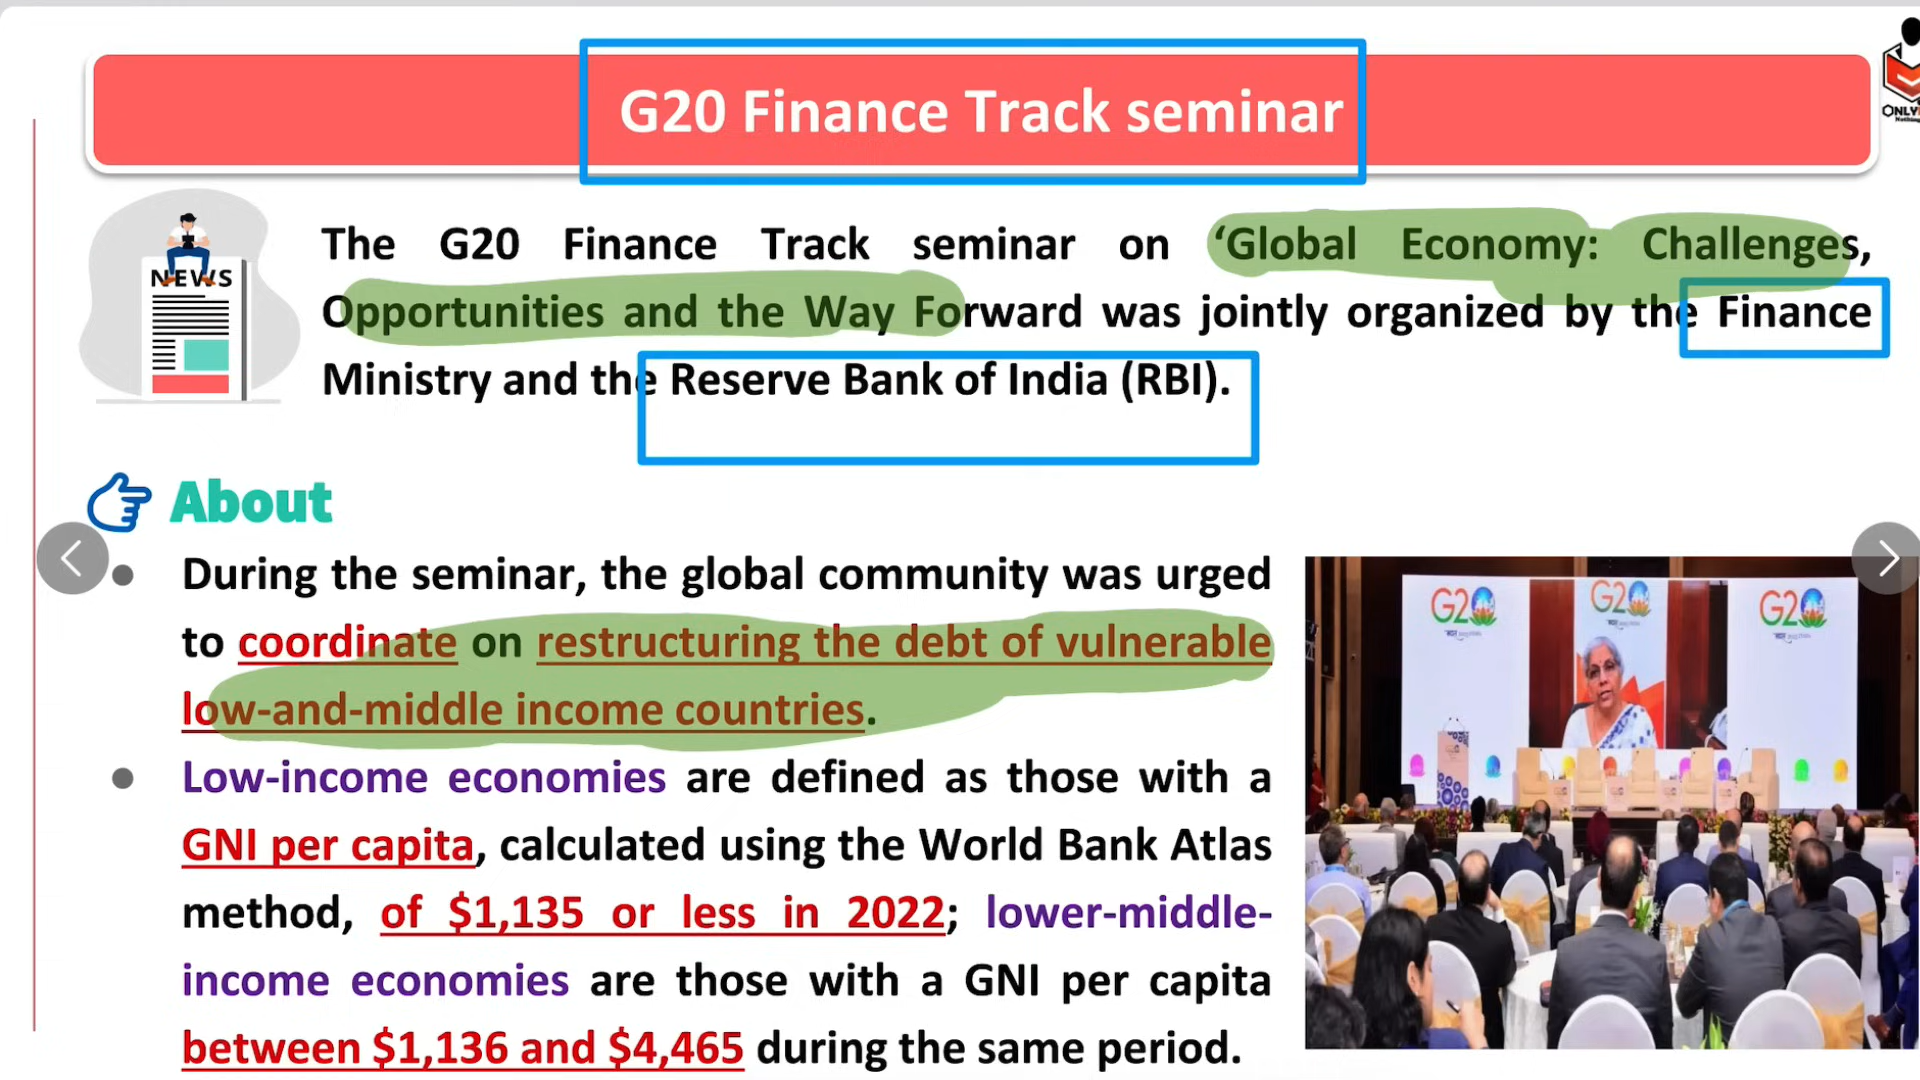 G20 Finance Track seminar
NEWS
The G20 Finance Track seminar on ‘Global Economy: Challenges,
Opportunities and the Way Forward was jointly organized by the Finance
Ministry and the Reserve Bank of India (RBI).
About
During the seminar, the global community was urged
to coordinate on restructuring the debt of vulnerable
low-and-middle income countries.
Low-income economies are defined as those with a
GNI per capita, calculated using the World Bank Atlas
method, of $1,135 or less in 2022; lower-middle-
income economies are those with a GNI per capita
between $1,136 and $4,465 during the same period.
G20
G20
G20